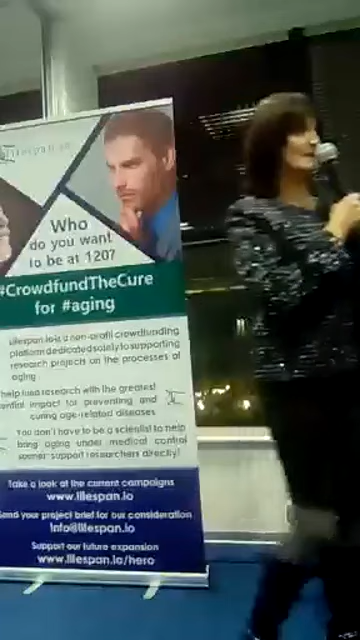 LIFESPAN.IO
Who
do you want
to be at 120?
#CrowdfundTheCure
for #aging
Lifespan.io is a non-profit crowdfunding
platform dedicated solely to supporting
research projects on the processes of
aging
help fund research with the greatest
ential impact for preventing and
curing age-related diseases
You don't have to be a scientist to help
bring aging under medical control
sooner support researchers directly!
Take a look at the current campaigns
www.lifespan.io
Send your project brief for our consideration
info@lifespan.io
Support our future expansion
www.lifespan.io/hero